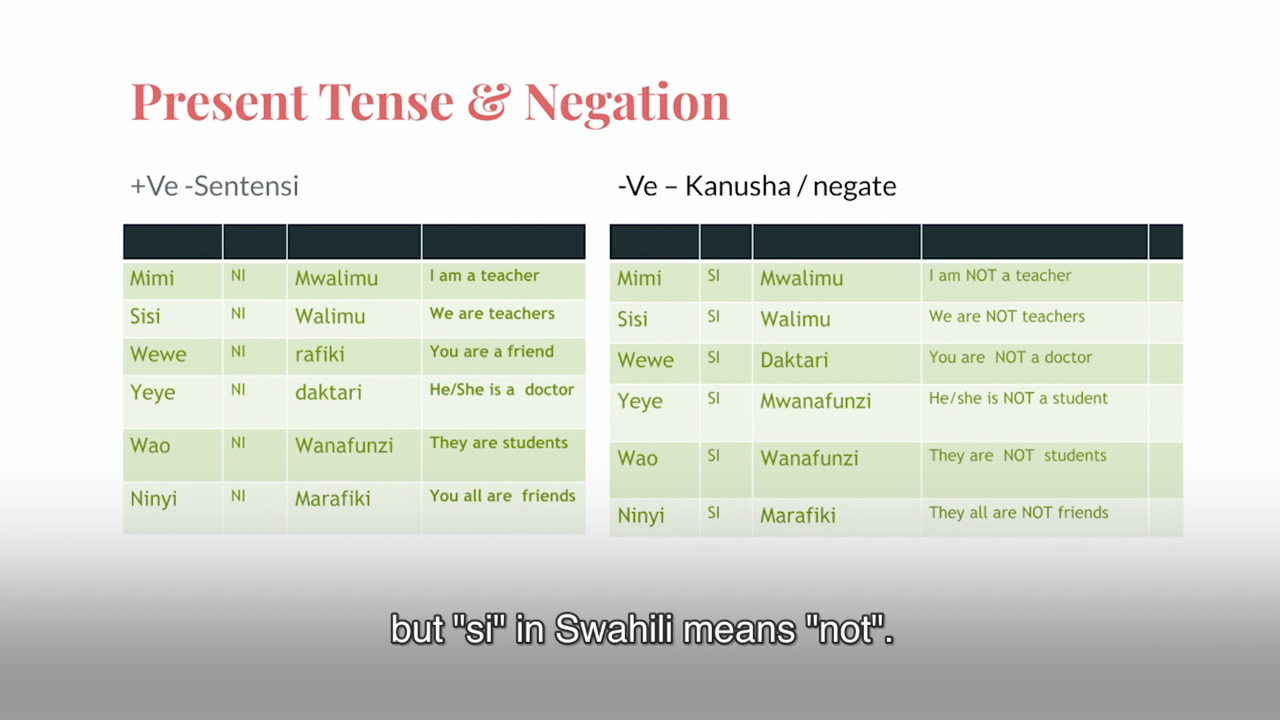 Present Tense & Negation
+Ve -Sentensi
Mimi NI Mwalimu I am a teacher
Sisi NI Walimu We are teachers
Wewe NI rafiki You are a friend
Yeye NI daktari He/She is a doctor
Wao NI Wanafunzi They are students
Ninyi NI Marafiki You all are friends
-Ve – Kanusha / negate
Mimi SI Mwalimu I am NOT a teacher
Sisi SI Walimu We are NOT teachers
Wewe SI Daktari You are NOT a doctor
Yeye SI Mwanafunzi He/she is NOT a student
Wao SI Wanafunzi They are NOT students
Ninyi SI Marafiki They all are NOT friends
but "si" in Swahili means "not".